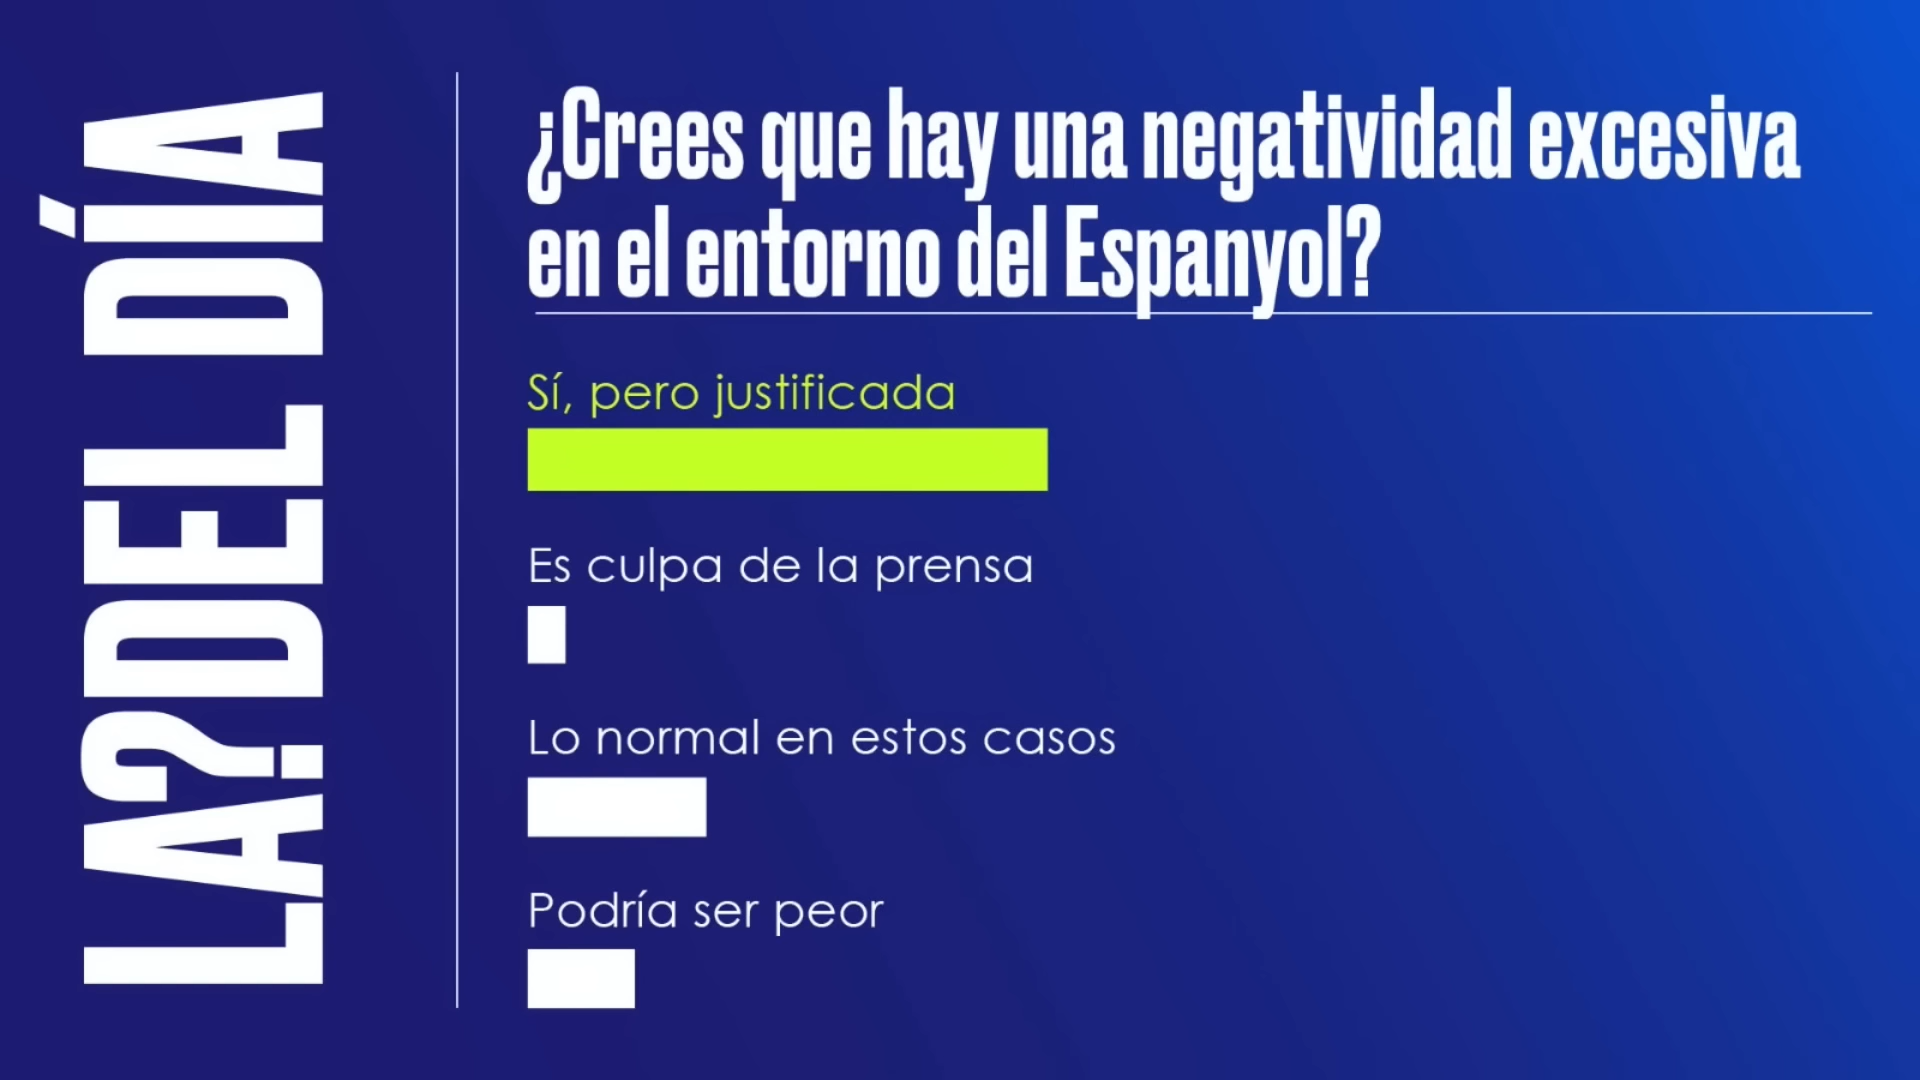 LA?DEL DÍA
¿Crees que hay una negatividad excesiva
en el entorno del Espanyol?
Sí, pero justificada
Es culpa de la prensa
Lo normal en estos casos
Podría ser peor